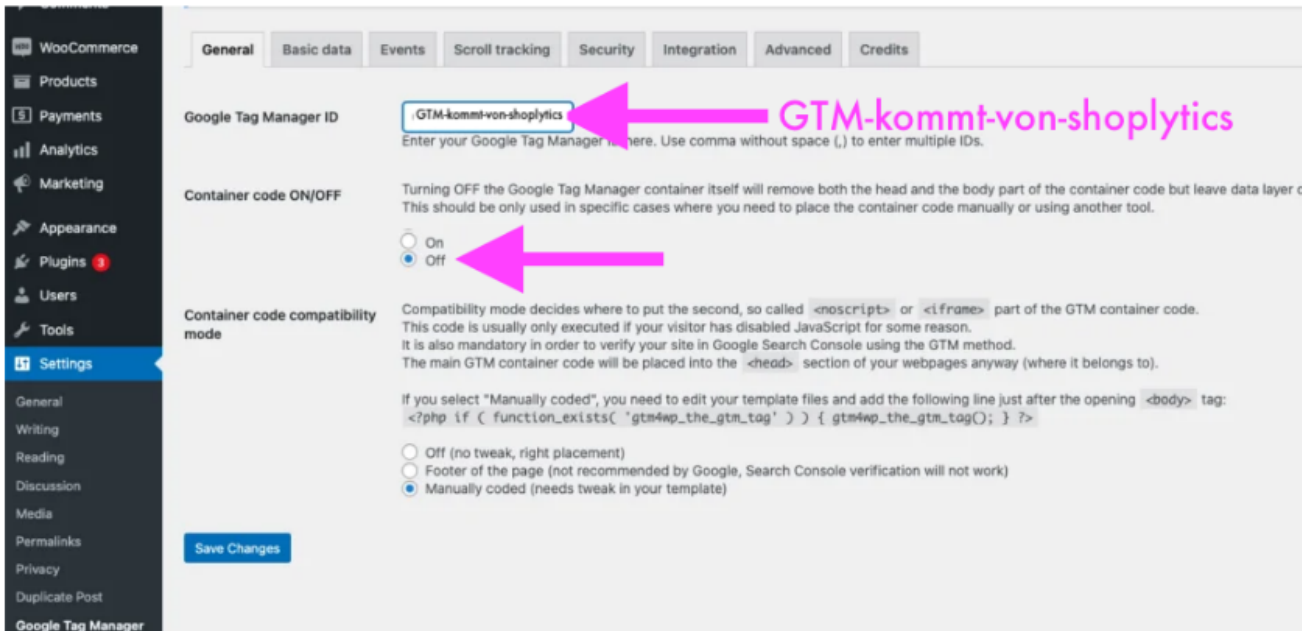 WooCommerce
Products
Payments
Analytics
Marketing
Appearance
Plugins 3
Users
Tools
Settings
General
Writing
Reading
Discussion
Media
Permalinks
Privacy
Duplicate Post
Google Tag Manager
General Basic data Events Scroll tracking Security Integration Advanced Credits
Google Tag Manager ID
GTM-kommt-von-shoplytics
GTM-kommt-von-shoplytics
Enter your Google Tag Manager here. Use comma without space (,) to enter multiple IDs.
Container code ON/OFF
Turning OFF the Google Tag Manager container itself will remove both the head and the body part of the container code but leave data layer
This should be only used in specific cases where you need to place the container code manually or using another tool.
On
Off
Container code compatibility
mode
Compatibility mode decides where to put the second, so called <noscript> or <iframe> part of the GTM container code.
This code is usually only executed if your visitor has disabled JavaScript for some reason.
It is also mandatory in order to verify your site in Google Search Console using the GTM method.
The main GTM container code will be placed into the <head> section of your webpages anyway (where it belongs to).
If you select "Manually coded", you need to edit your template files and add the following line just after the opening <body> tag:
<?php if ( function_exists( 'gtm4wp_the_gtm_tag' ) ) { gtm4wp_the_gtm_tag(); } ?>
Off (no tweak, right placement)
Footer of the page (not recommended by Google, Search Console verification will not work)
Manually coded (needs tweak in your template)
Save Changes